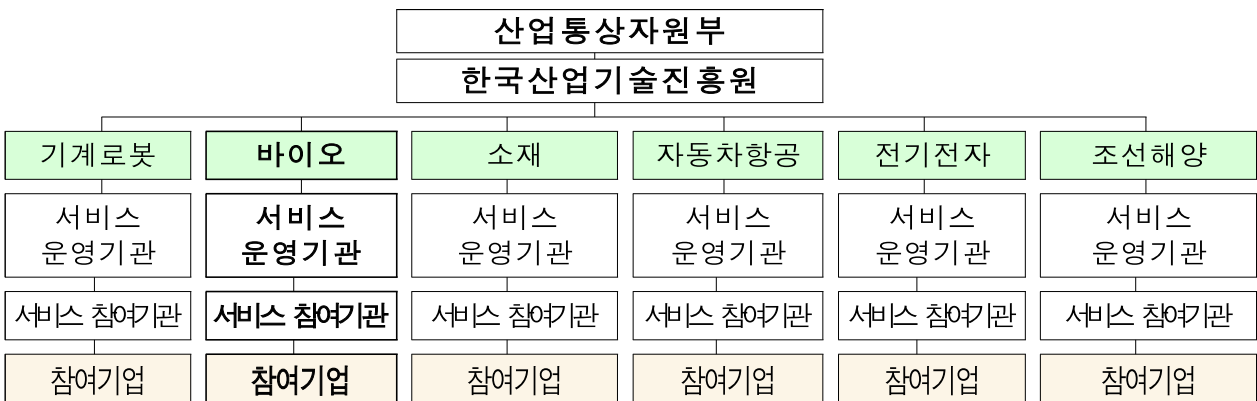 산업통상자원부
한국산업기술진흥원
기계로봇 바이오 소재 자동차항공 전기전자 조선해양
서비스 서비스 서비스 서비스 서비스 서비스
운영기관 운영기관 운영기관 운영기관 운영기관 운영기관
서비스 참여기관 서비스 참여기관 서비스 참여기관 서비스 참여기관 서비스 참여기관 서비스 참여기관
참여기업 참여기업 참여기업 참여기업 참여기업 참여기업